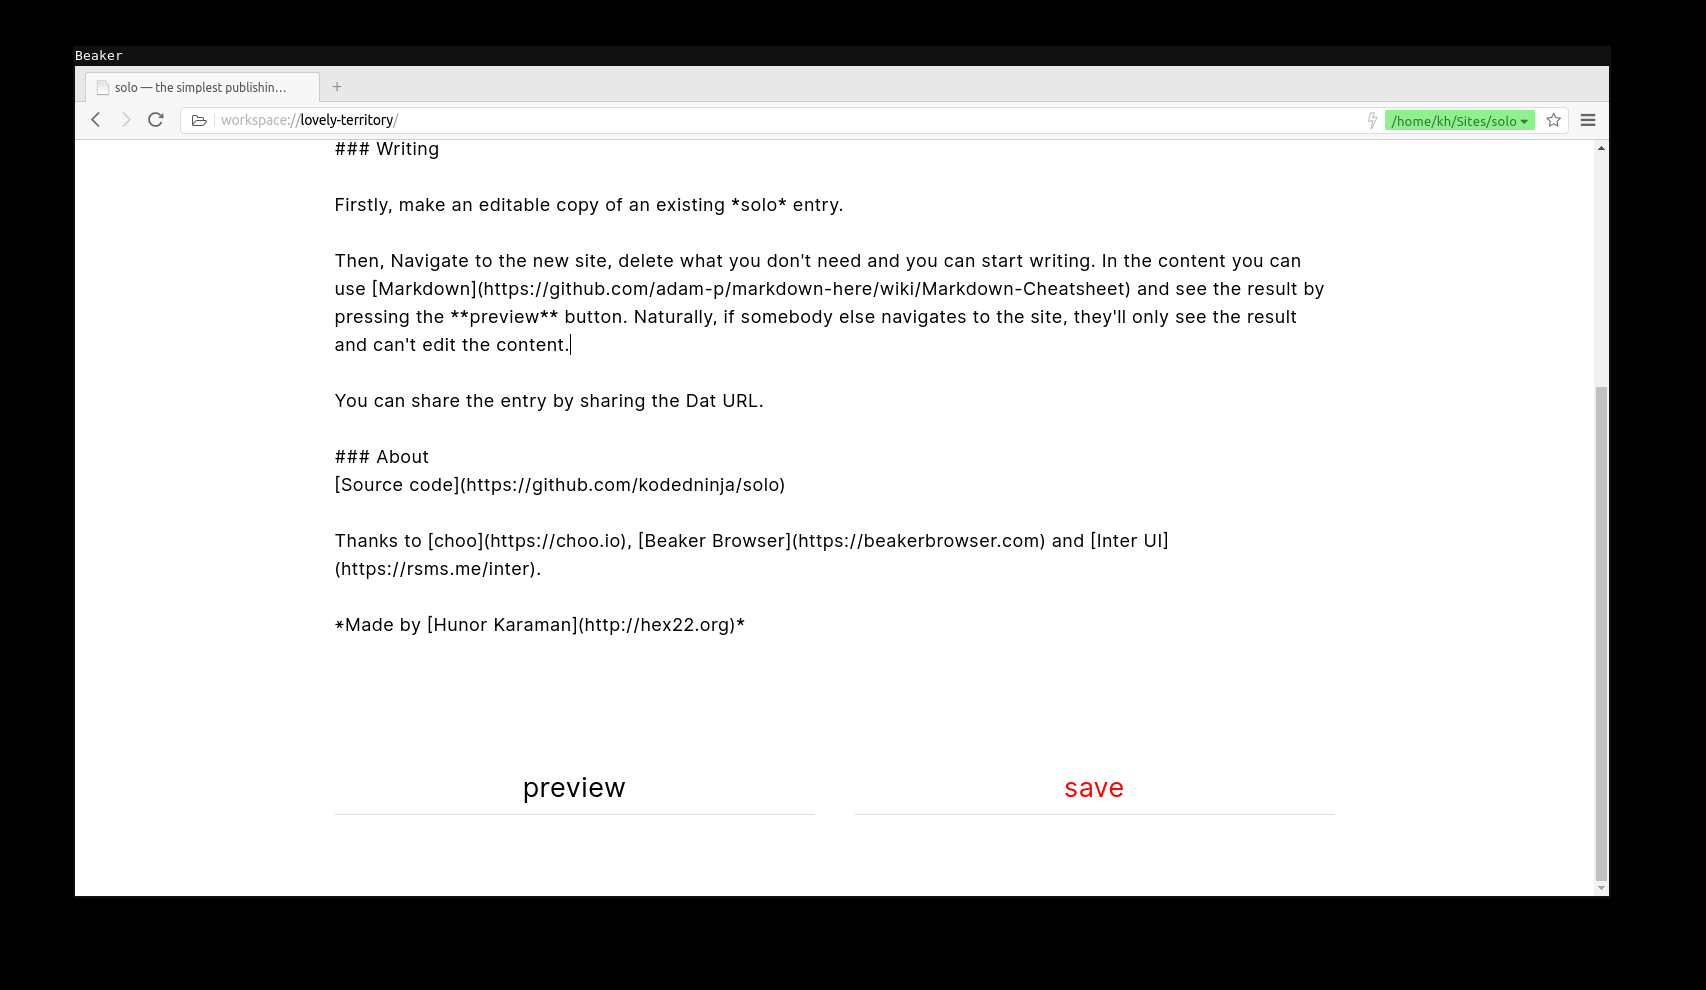 Beaker
solo — the simplest publishin...
workspace://lovely-territory/
/home/kh/Sites/solo
### Writing
Firstly, make an editable copy of an existing *solo* entry.
Then, Navigate to the new site, delete what you don't need and you can start writing. In the content you can
use [Markdown](https://github.com/adam-p/markdown-here/wiki/Markdown-Cheatsheet) and see the result by
pressing the **preview** button. Naturally, if somebody else navigates to the site, they'll only see the result
and can't edit the content.
You can share the entry by sharing the Dat URL.
### About
[Source code](https://github.com/kodedninja/solo)
Thanks to [choo](https://choo.io), [Beaker Browser](https://beakerbrowser.com) and [Inter UI]
(https://rsms.me/inter).
*Made by [Hunor Karaman](http://hex22.org)*
preview
save